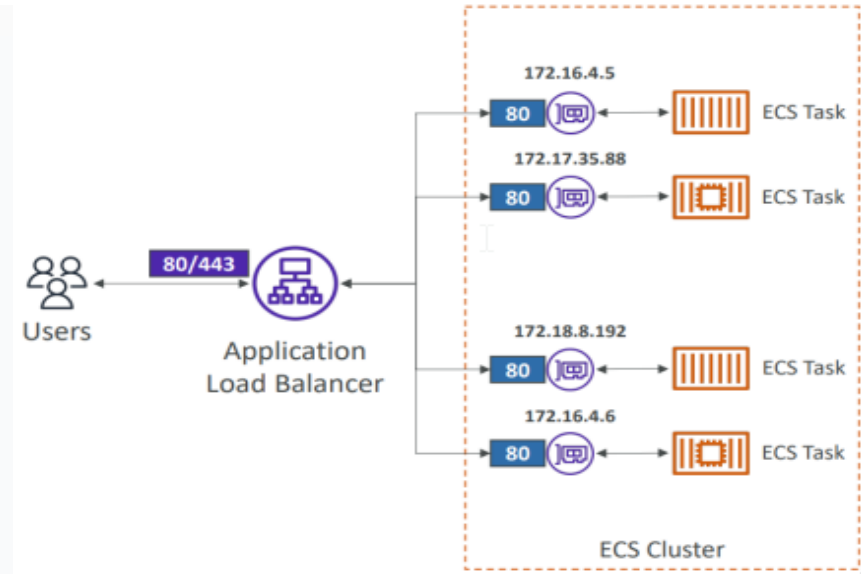 172.16.4.5
80
ECS Task
172.17.35.88
80
ECS Task
80/443
Users
Application
Load Balancer
172.18.8.192
80
ECS Task
172.16.4.6
80
ECS Task
ECS Cluster